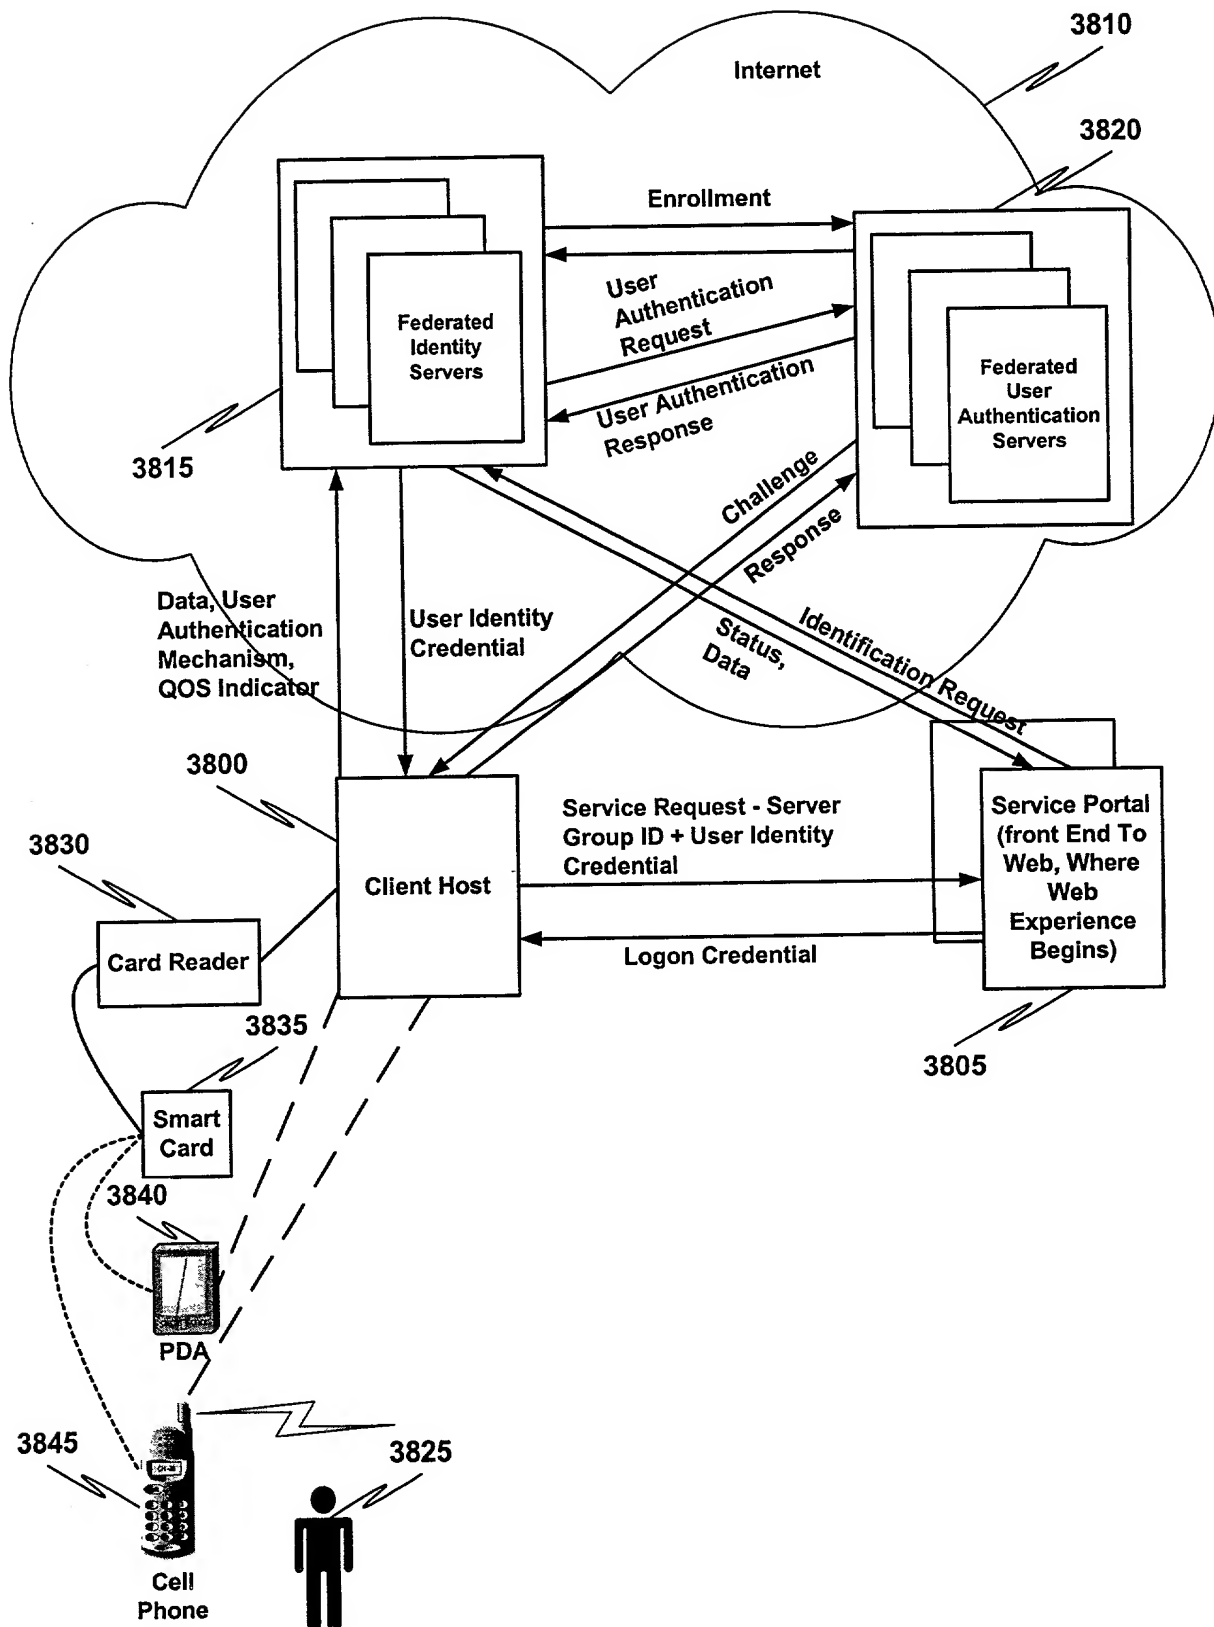 3810
Internet
3820
Enrollment
User
Authentication
Request
Federated
Identity
Servers
Federated
User
Authentication
Servers
User Authentication
Response
3815
Challenge
Response
Data, User
Authentication
Mechanism,
QOS Indicator
User Identity
Credential
Identification Request
Status,
Data
3800
Service Request - Server
Group ID + User Identity
Credential
Service Portal
(front End To
Web, Where
Web
Experience
Begins)
3830
Client Host
Card Reader
Logon Credential
3835
3805
Smart
Card
3840
PDA
3845
3825
Cell
Phone